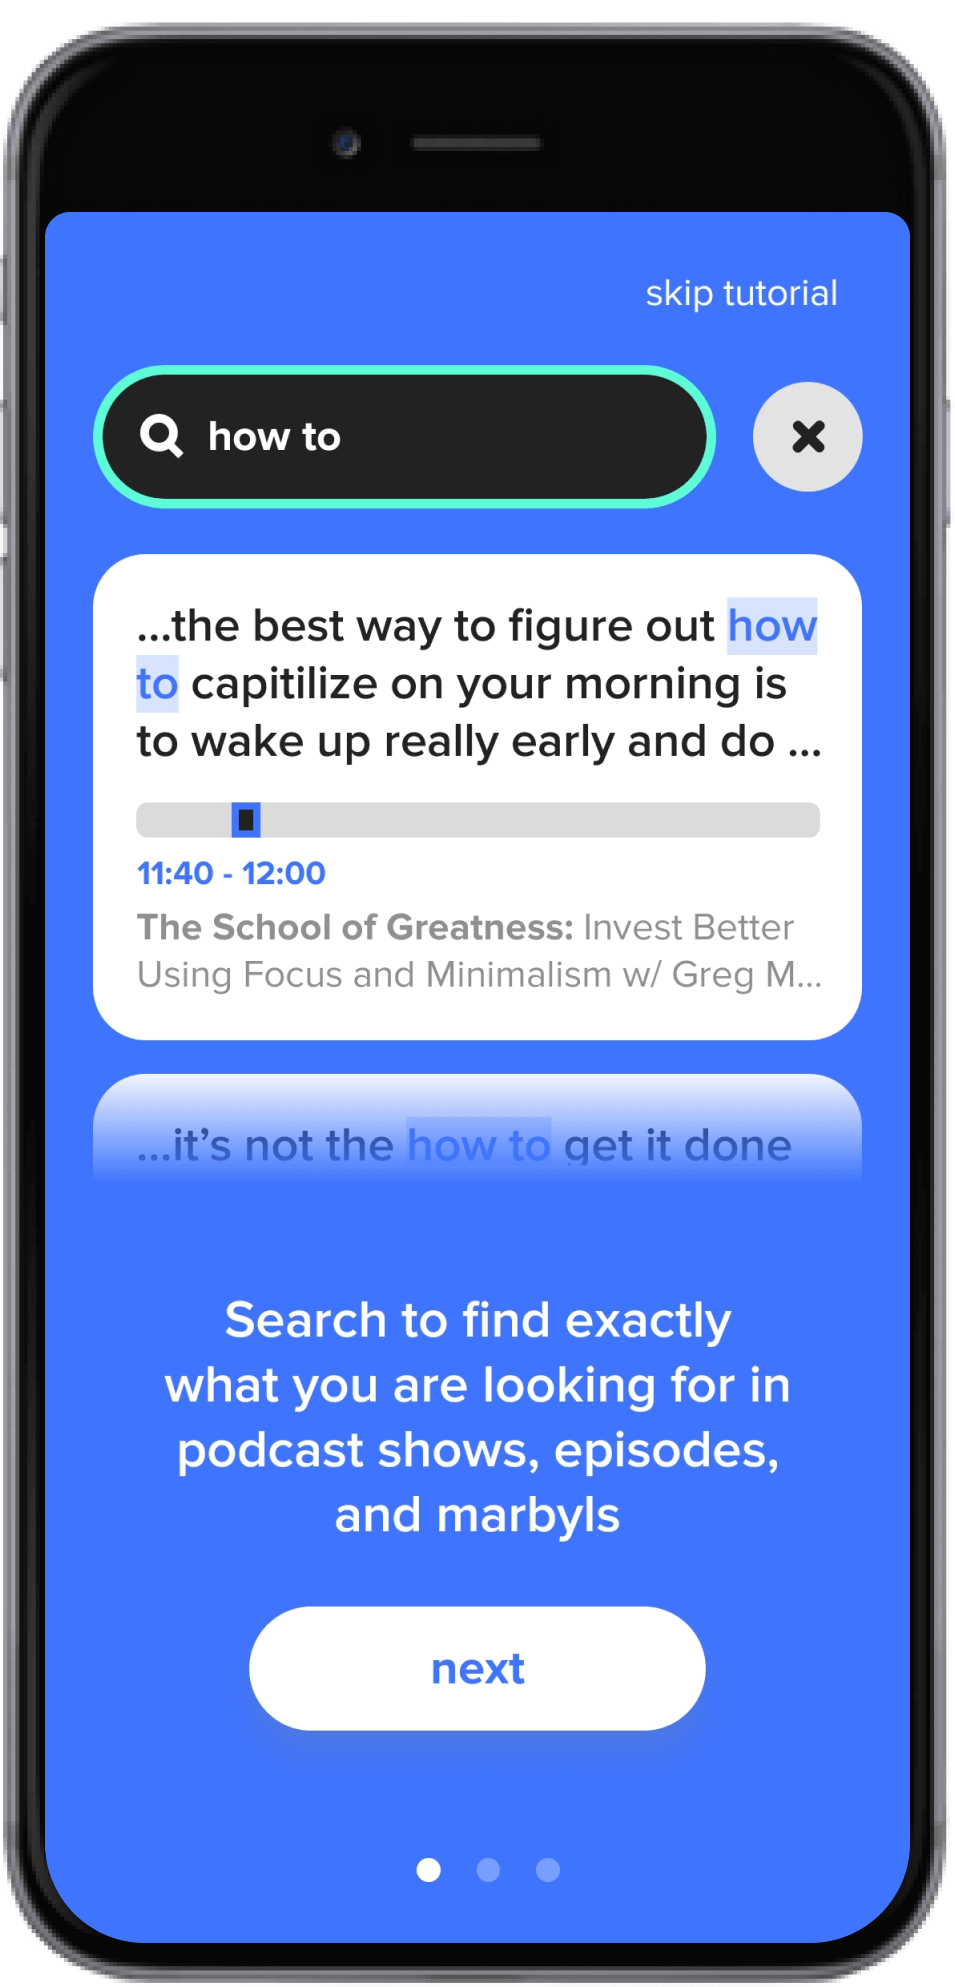 skip tutorial
how to
...the best way to figure out how
to capitilize on your morning is
to wake up really early and do ...
11:40 - 12:00
The School of Greatness: Invest Better
Using Focus and Minimalism w/ Greg M...
...it’s not the how to get it done
Search to find exactly
what you are looking for in
podcast shows, episodes,
and marbyls
next